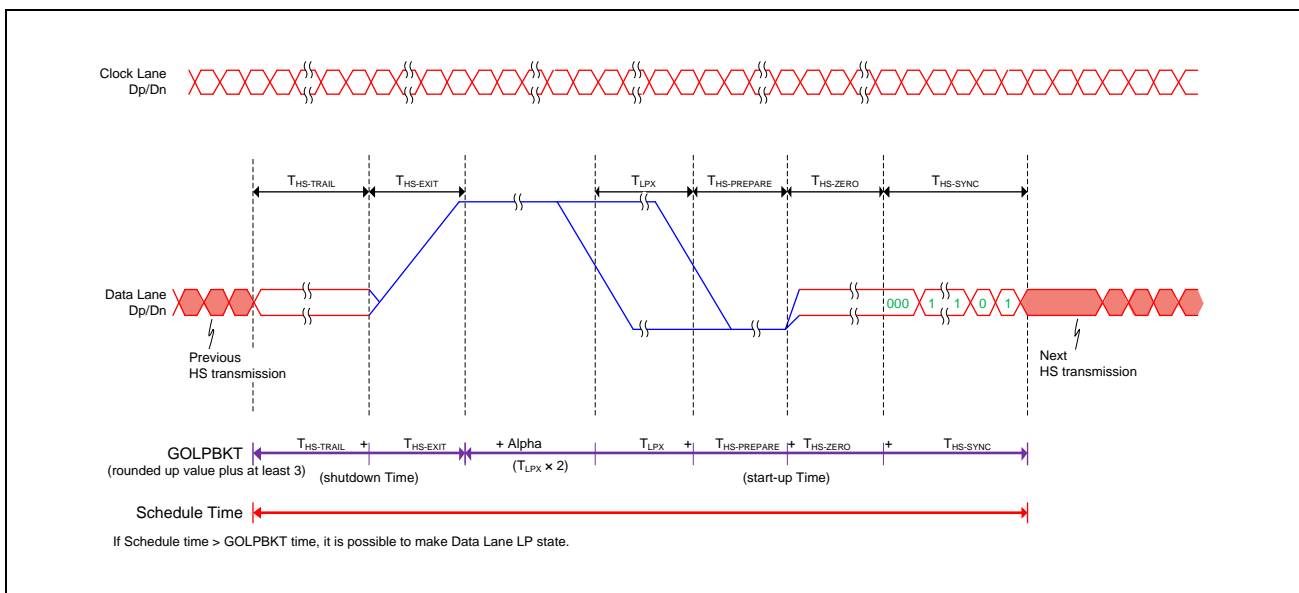 Clock Lane
Dp/Dn
THS-TRAIL
THS-EXIT
TLPX
THS-PREPARE
THS-ZERO
THS-SYNC
Data Lane
Dp/Dn
000
1
1
0
1
Previous
HS transmission
Next
HS transmission
GOLPBKT
(rounded up value plus at least 3)
THS-TRAIL +
THS-EXIT
+ Alpha
(TLPX × 2)
TLPX +
THS-PREPARE
+ THS-ZERO
+ THS-SYNC
(shutdown Time)
(start-up Time)
Schedule Time
If Schedule time > GOLPBKT time, it is possible to make Data Lane LP state.